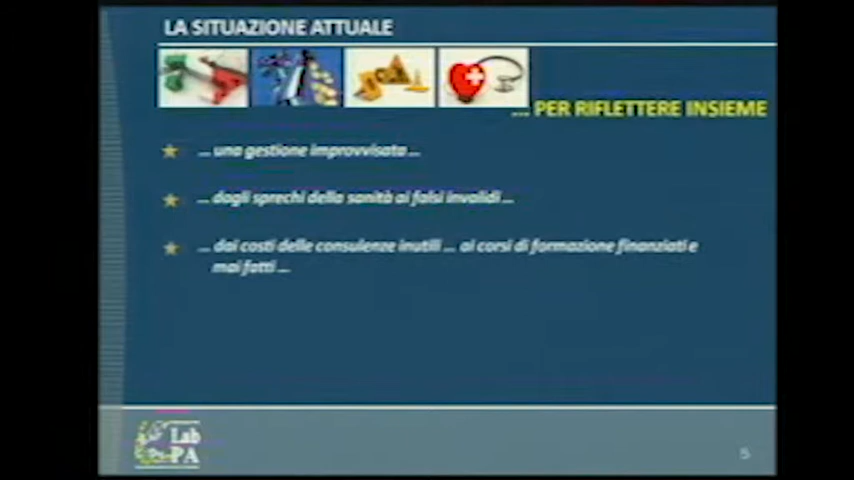 LA SITUAZIONE ATTUALE
... PER RIFLETTERE INSIEME
... una gestione improvvisata ...
... dagli sprechi della sanità ai falsi invalidi ...
... dai costi delle consulenze inutili ... ai corsi di formazione finanziati e
mai fatti ...
Lab
PA
5